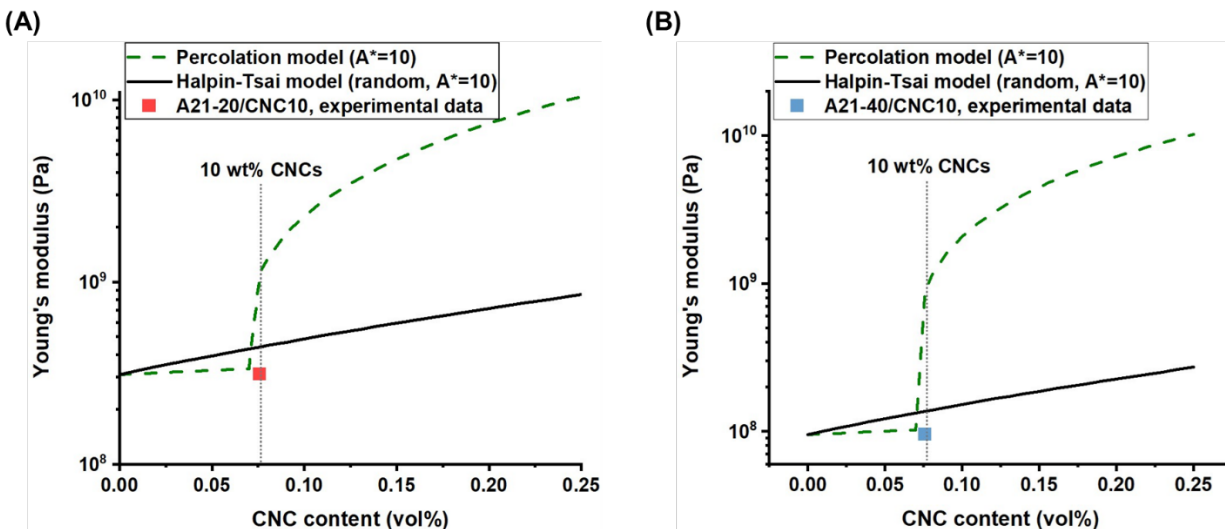 (A)
Percolation model (A*=10)
Halpin-Tsai model (random, A*=10)
A21-20/CNC10, experimental data
10 wt% CNCs
Young's modulus (Pa)
10^10
10^9
10^8
0.00 0.05 0.10 0.15 0.20 0.25
CNC content (vol%)
(B)
Percolation model (A*=10)
Halpin-Tsai model (random, A*=10)
A21-40/CNC10, experimental data
10 wt% CNCs
Young's modulus (Pa)
10^10
10^9
10^8
0.00 0.05 0.10 0.15 0.20 0.25
CNC content (vol%)